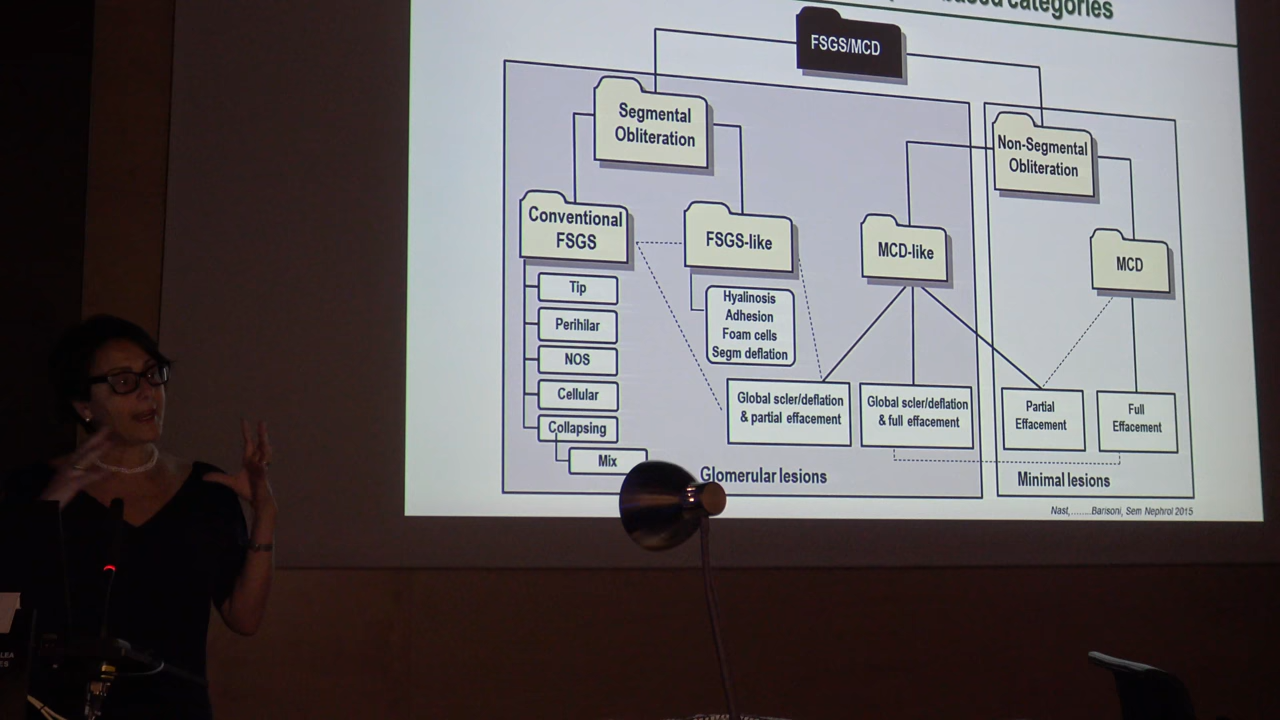 based categories
FSGS/MCD
Segmental
Obliteration
Non-Segmental
Obliteration
Conventional
FSGS
FSGS-like
MCD-like
MCD
Tip
Perihilar
NOS
Cellular
Collapsing
Mix
Hyalinosis
Adhesion
Foam cells
Segm deflation
Global scler/deflation
& partial effacement
Global scler/deflation
& full effacement
Partial
Effacement
Full
Effacement
Glomerular lesions
Minimal lesions
Nast,.......Barisoni, Sem Nephrol 2015